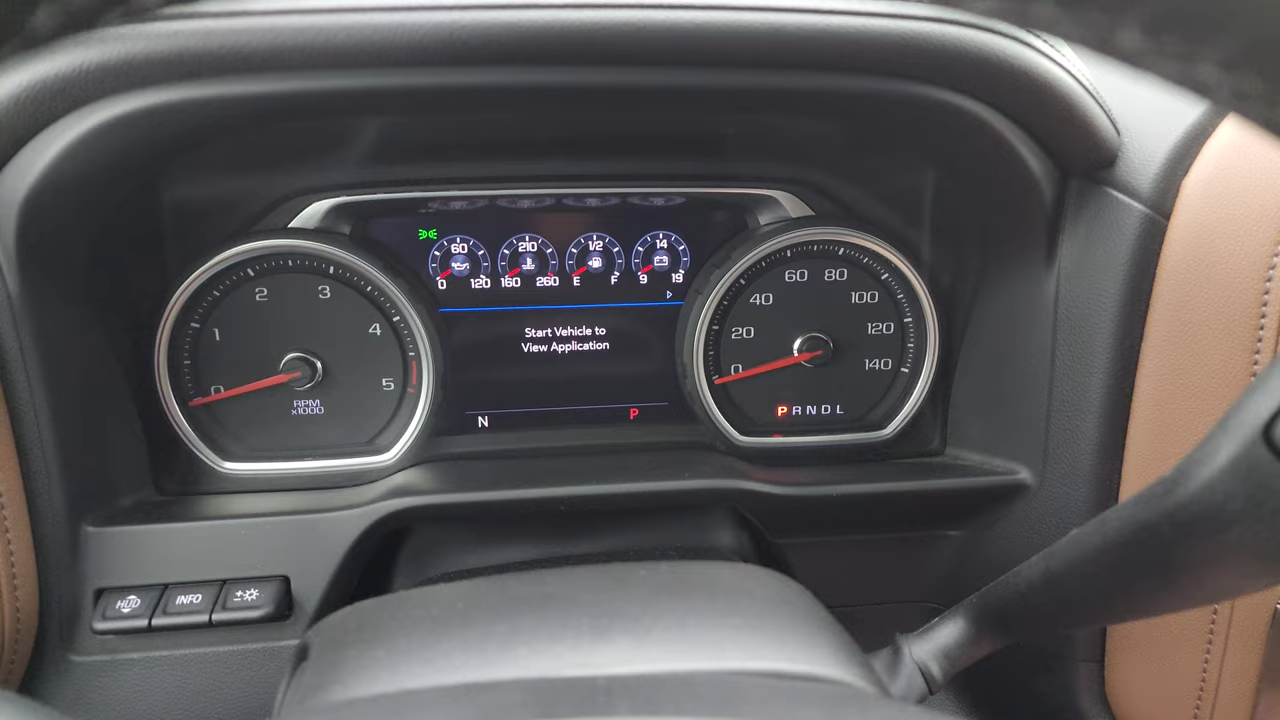 60
210
1/2
14
0 120
160 260
E F
9 19
Start Vehicle to
View Application
N P
0
1
2
3
4
5
RPM
x1000
0
20
40
60
80
100
120
140
PRNDL
HUD
INFO